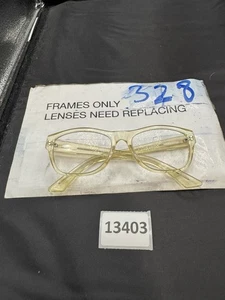 .328
FRAMES ONLY
LENSES NEED REPLACING
13403